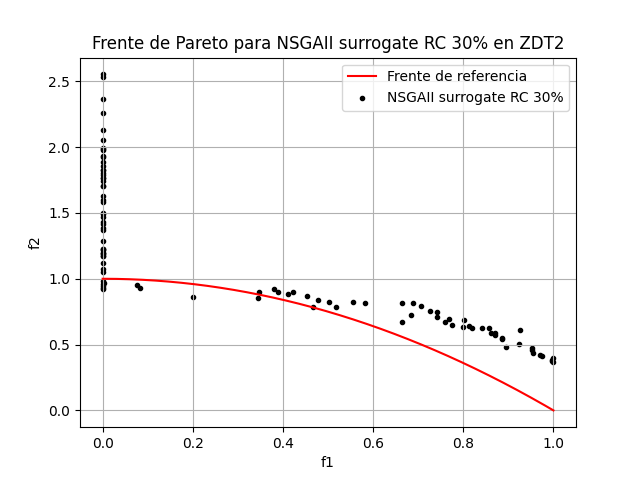 Frente de Pareto para NSGAII surrogate RC 30% en ZDT2
Frente de referencia
NSGAII surrogate RC 30%
2.5
2.0
1.5
1.0
0.5
0.0
f2
0.0 0.2 0.4 0.6 0.8 1.0
f1